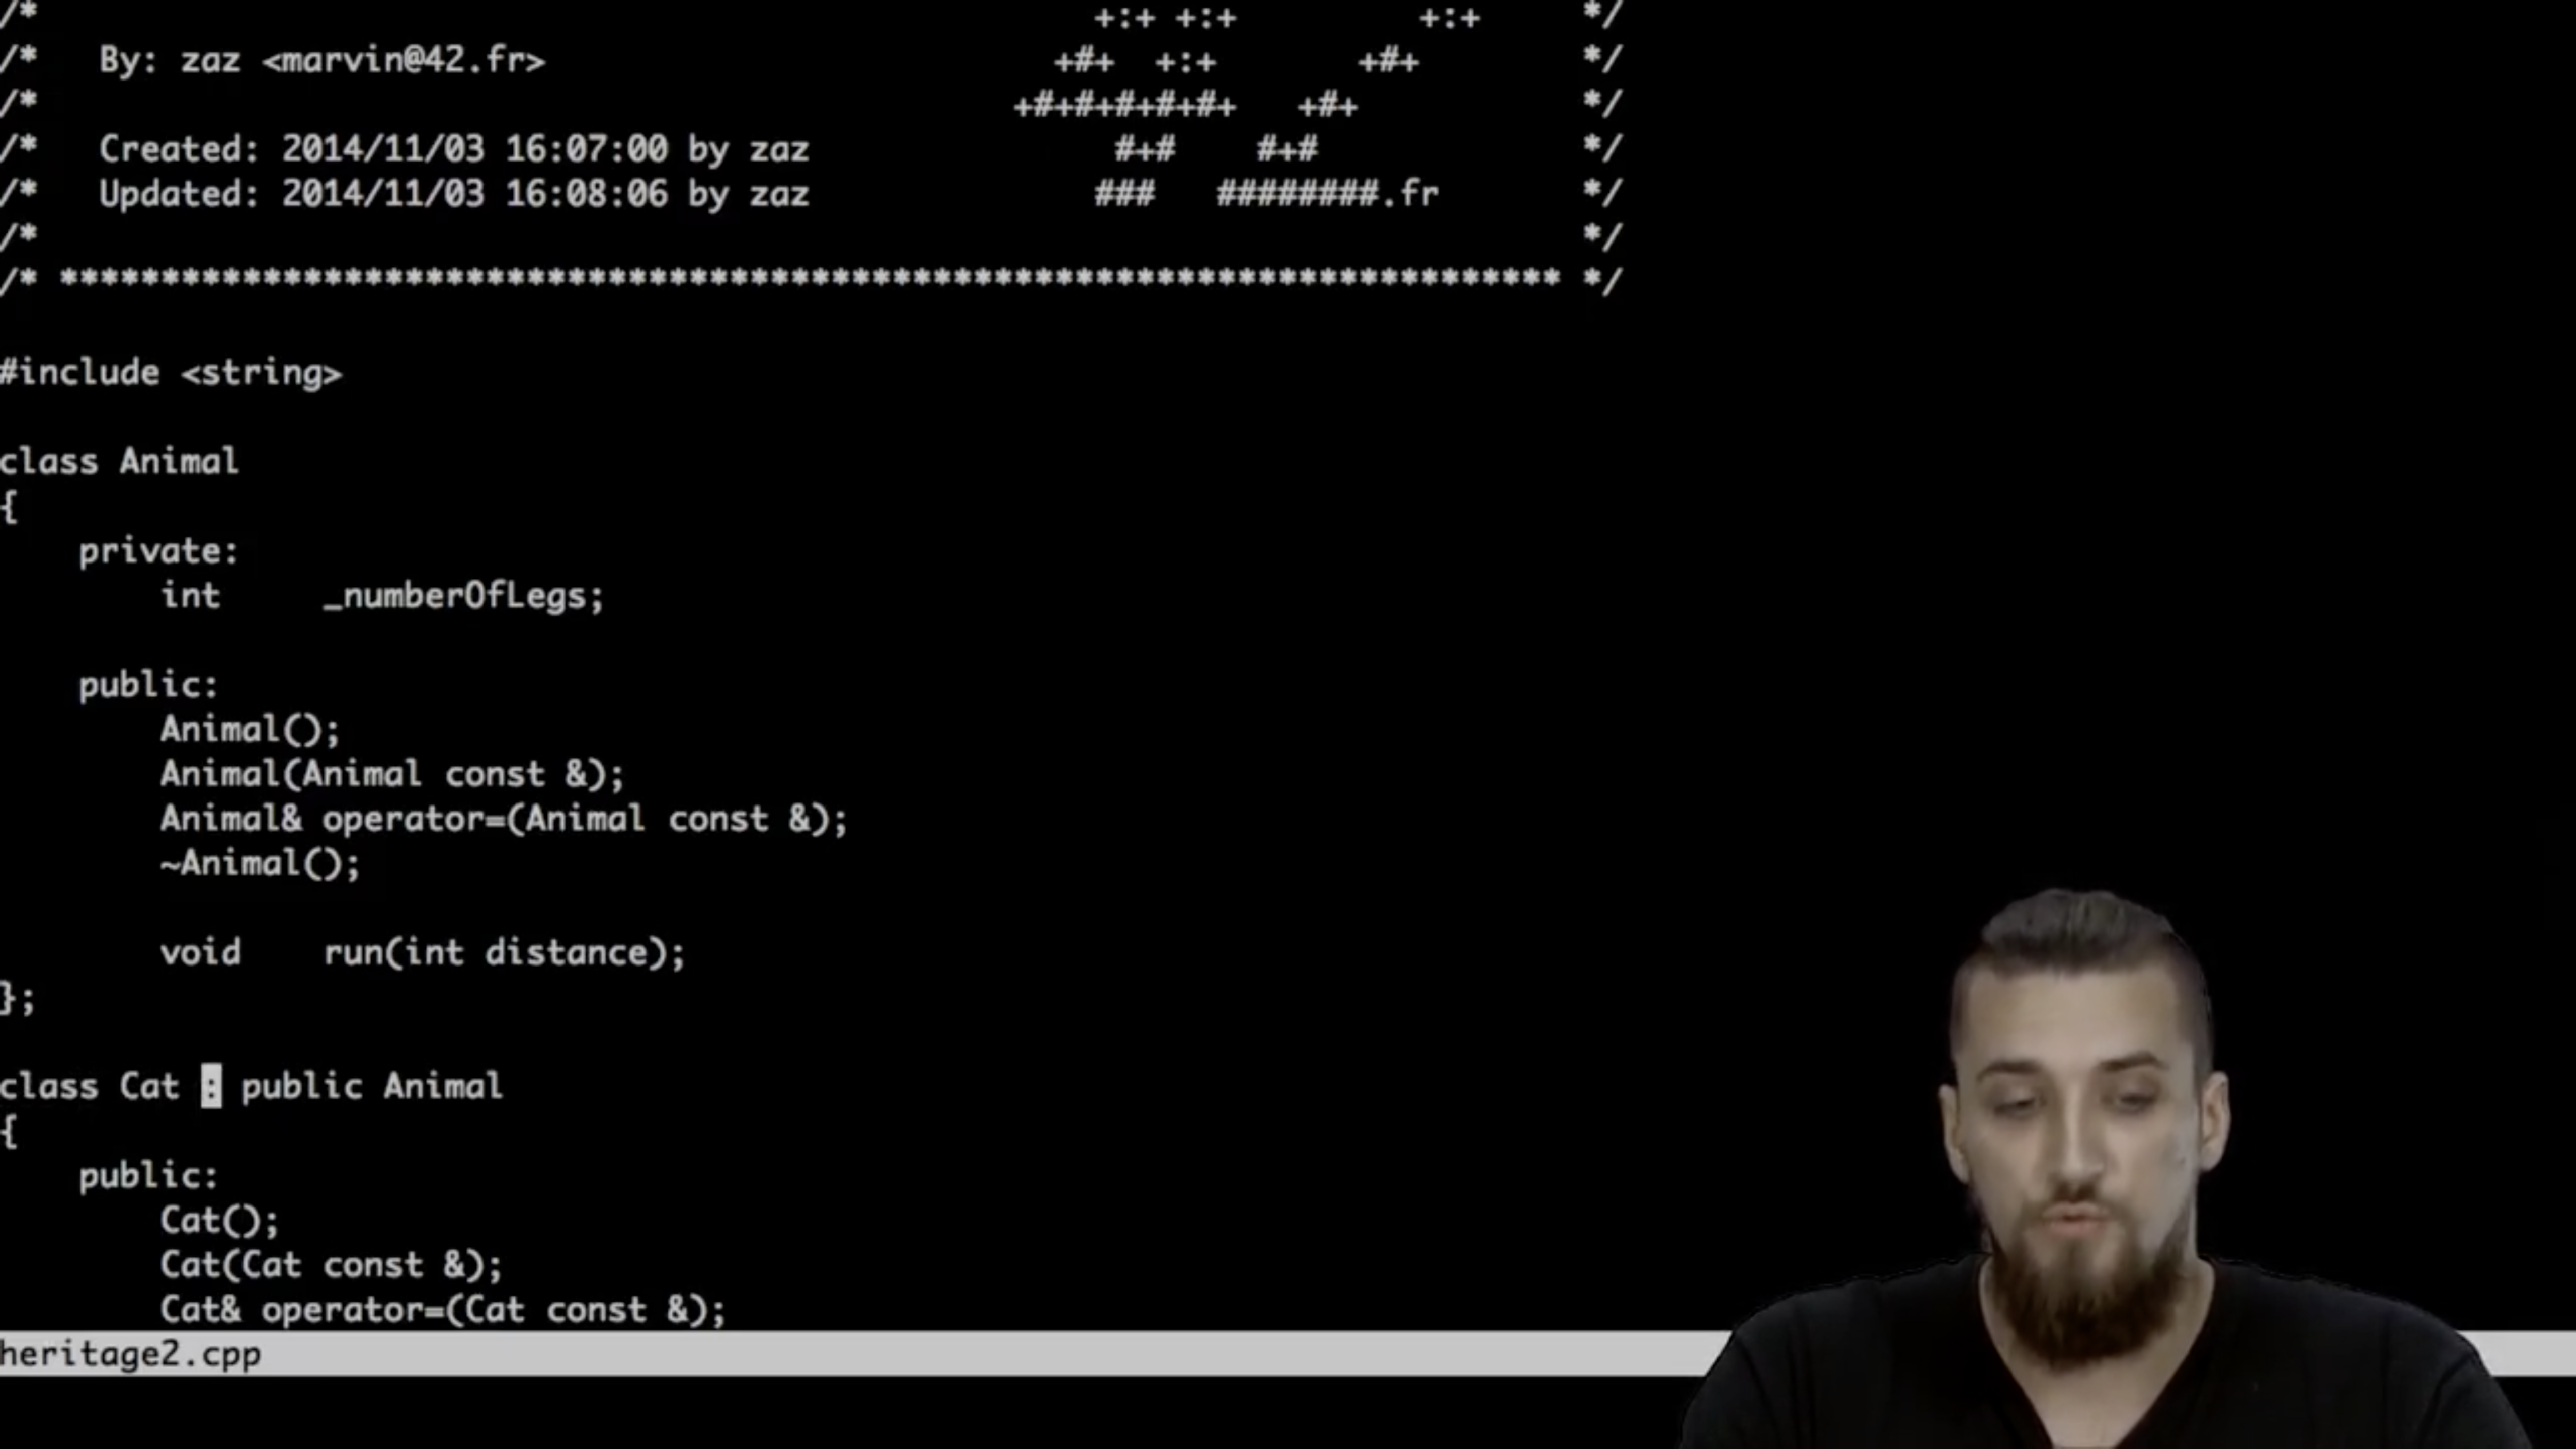 /* +:+ +:+ +:+ */
/* By: zaz <marvin@42.fr> +#+ +:+ +#+ */
/* +#+#+#+#+#+ +#+ */
/* Created: 2014/11/03 16:07:00 by zaz #+# #+# */
/* Updated: 2014/11/03 16:08:06 by zaz ### ########.fr */
/* */
/* ************************************************************************** */
#include <string>
class Animal
{
private:
int _numberOfLegs;
public:
Animal();
Animal(Animal const &);
Animal& operator=(Animal const &);
~Animal();
void run(int distance);
};
class Cat : public Animal
{
public:
Cat();
Cat(Cat const &);
Cat& operator=(Cat const &);
heritage2.cpp